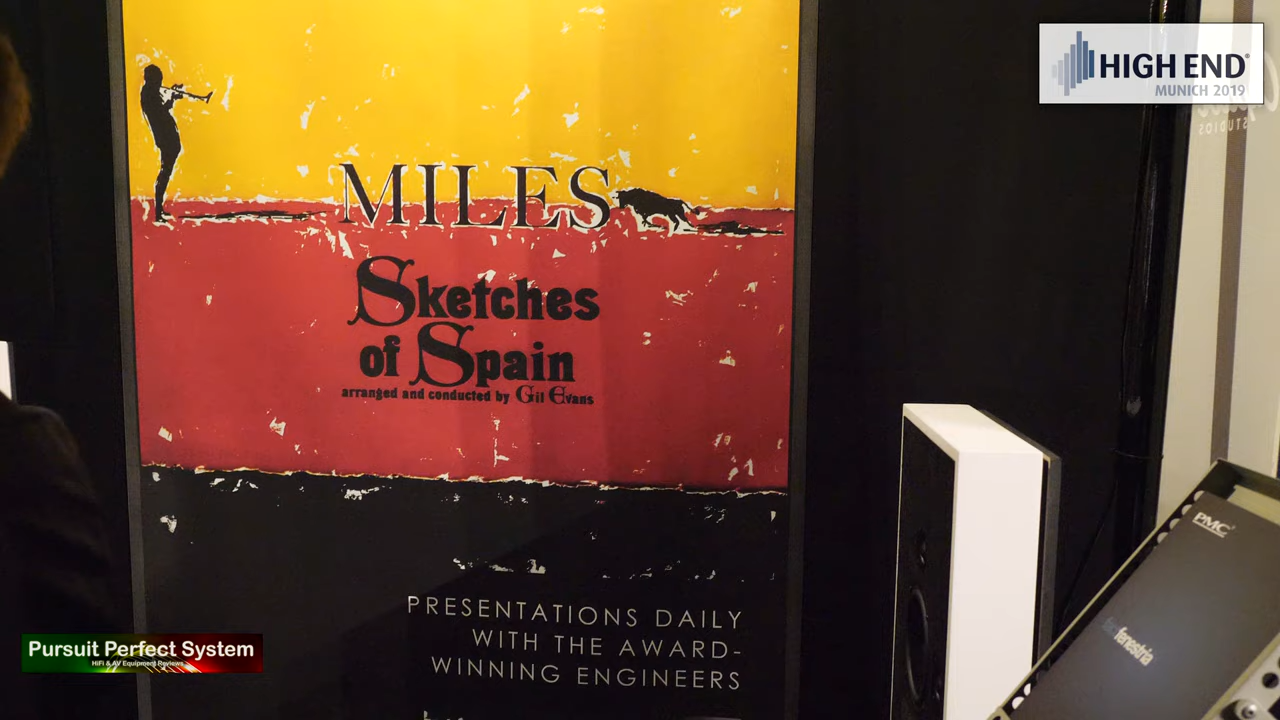 HIGH END®
MUNICH 2019
STUDIOS
MILES
Sketches
of Spain
arranged and conducted by Gil Evans
PMC
fenestria
PRESENTATIONS DAILY
WITH THE AWARD-
WINNING ENGINEERS
Pursuit Perfect System
HiFi & AV Equipment Reviews